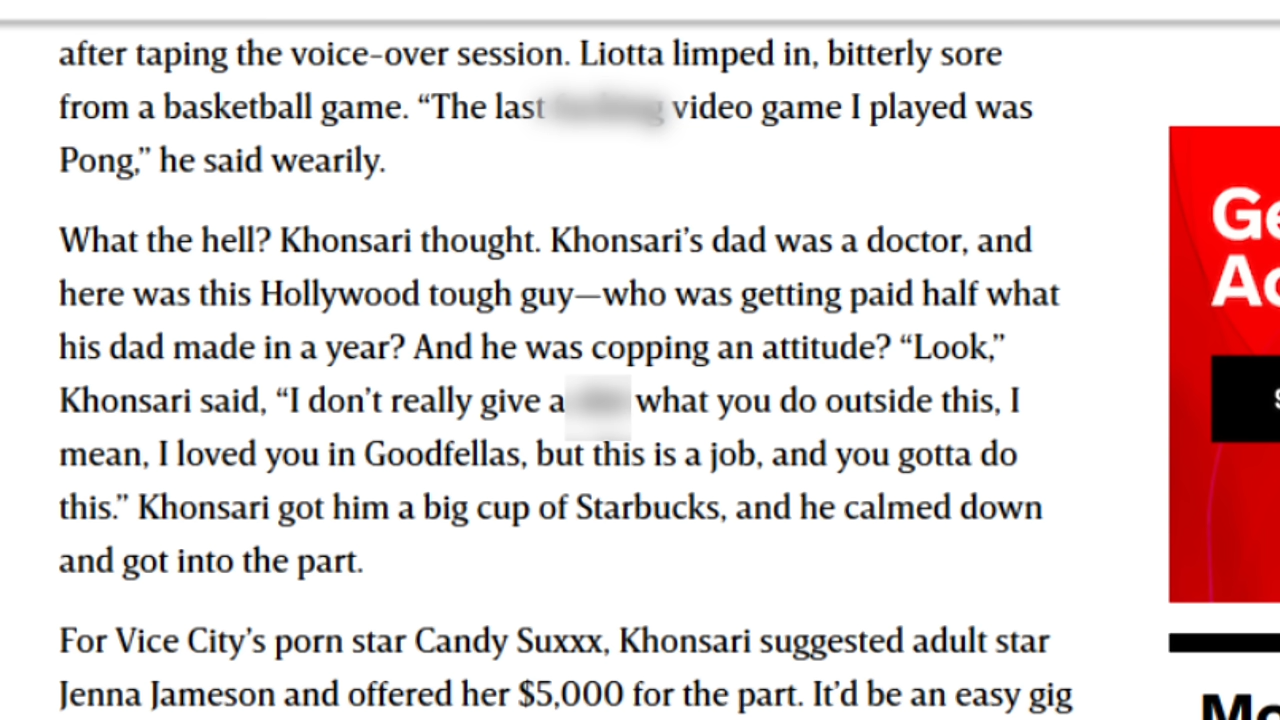 after taping the voice-over session. Liotta limped in, bitterly sore
from a basketball game. “The last video game I played was
Pong,” he said wearily.
What the hell? Khonsari thought. Khonsari’s dad was a doctor, and
here was this Hollywood tough guy—who was getting paid half what
his dad made in a year? And he was copping an attitude? “Look,”
Khonsari said, “I don’t really give a what you do outside this, I
mean, I loved you in Goodfellas, but this is a job, and you gotta do
this.” Khonsari got him a big cup of Starbucks, and he calmed down
and got into the part.
For Vice City’s porn star Candy Suxxx, Khonsari suggested adult star
Jenna Jameson and offered her $5,000 for the part. It’d be an easy gig